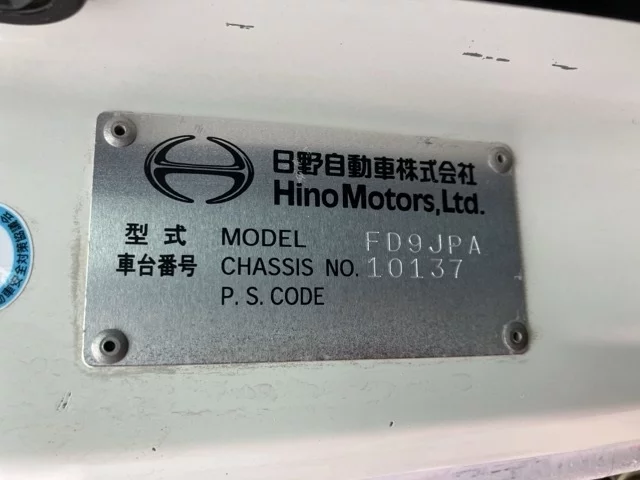 日野自動車株式会社
Hino Motors, Ltd.
型式 MODEL FD9JPA
車台番号 CHASSIS NO. 10137
P. S. CODE